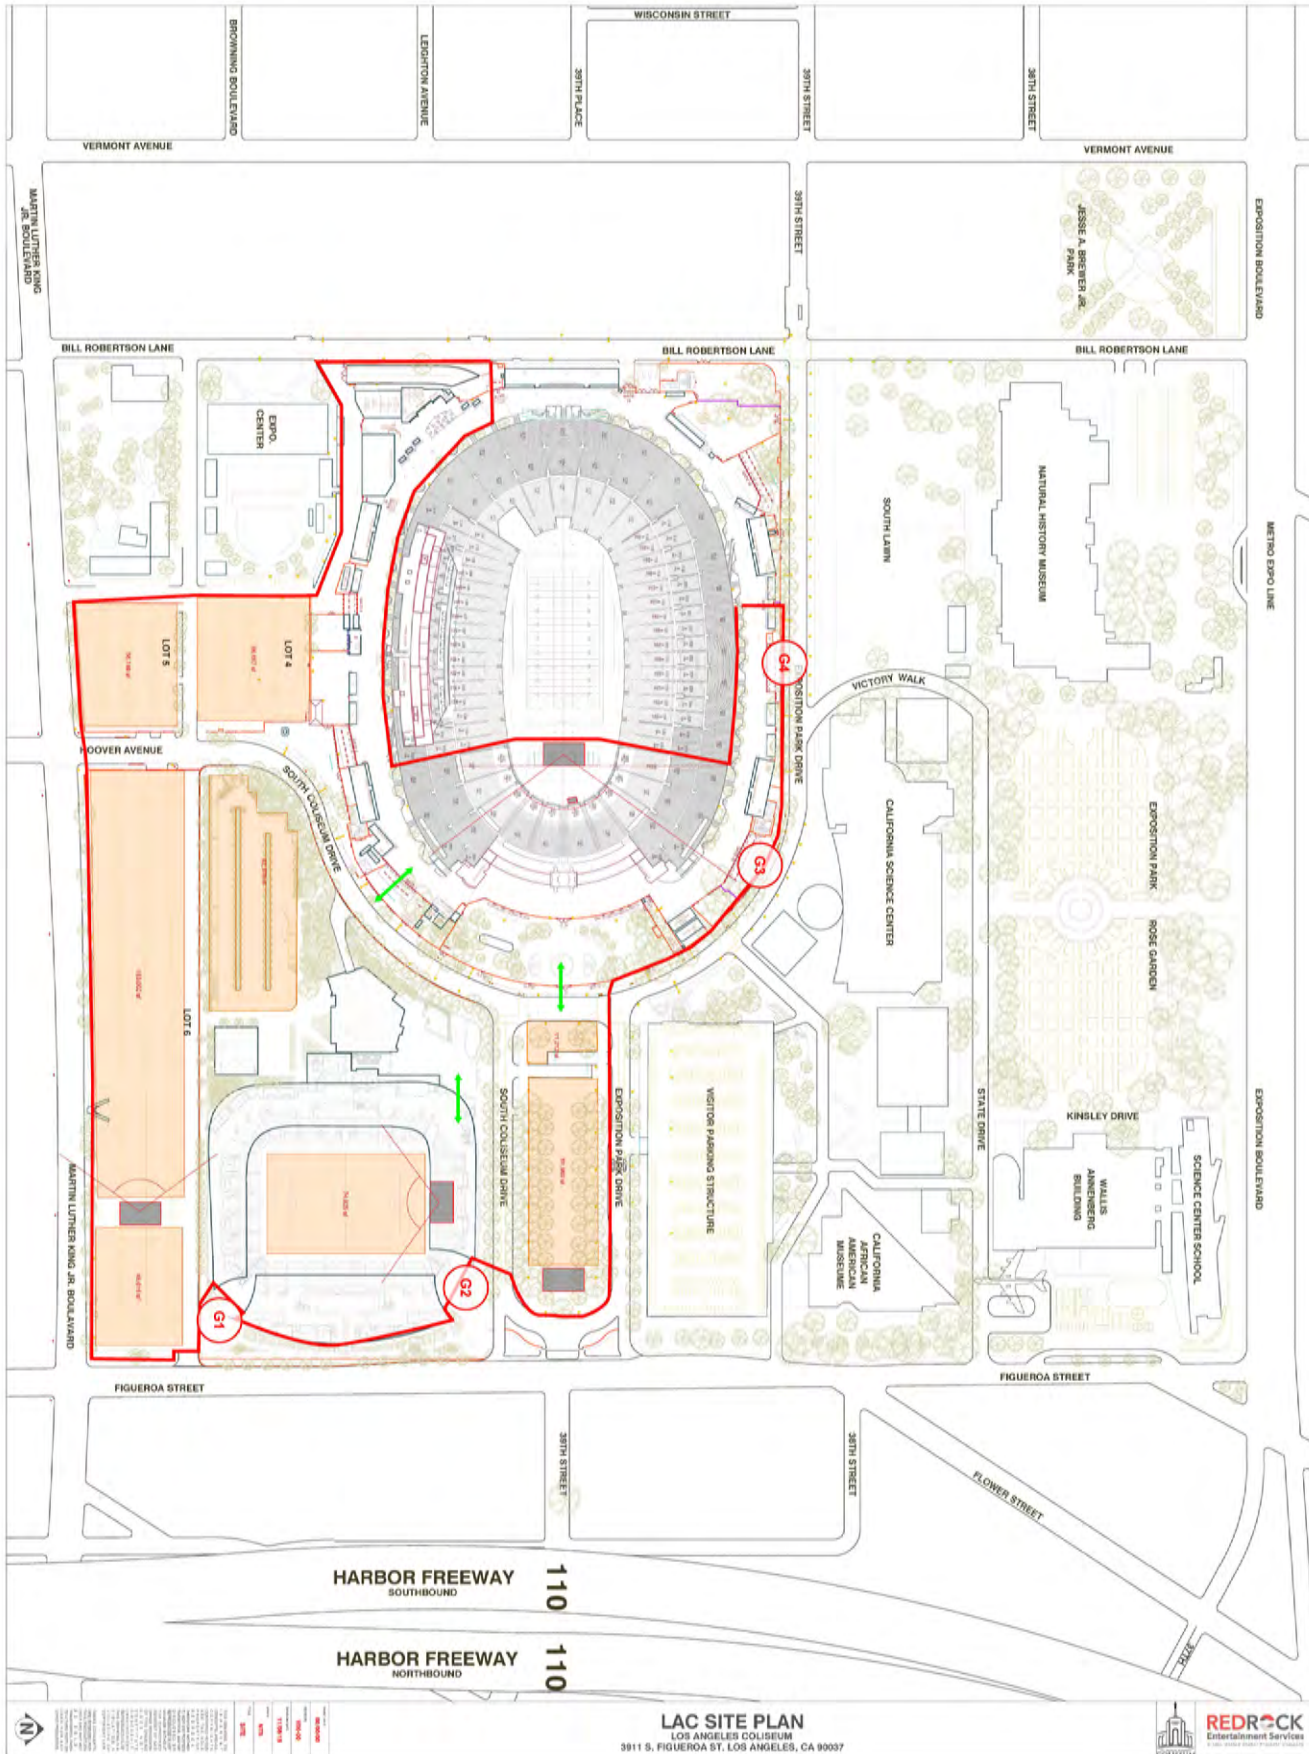 WISCONSIN STREET
BROWNING BOULEVARD
LEIGHTON AVENUE
39TH PLACE
39TH STREET
38TH STREET
VERMONT AVENUE
VERMONT AVENUE
MARTIN LUTHER KING
JR. BOULEVARD
39TH STREET
JESSE A. BREWER JR.
PARK
EXPOSITION BOULEVARD
BILL ROBERTSON LANE
BILL ROBERTSON LANE
BILL ROBERTSON LANE
EXPO.
CENTER
SOUTH LAWN
NATURAL HISTORY MUSEUM
METRO EXPO LINE
LOT 5
LOT 4
G4
EXPOSITION PARK DRIVE
VICTORY WALK
HOOVER AVENUE
SOUTH COLISEUM DRIVE
G3
CALIFORNIA SCIENCE CENTER
EXPOSITION PARK
ROSE GARDEN
LOT 6
SOUTH COLISEUM DRIVE
EXPOSITION PARK DRIVE
VISITOR PARKING STRUCTURE
STATE DRIVE
KINSLEY DRIVE
EXPOSITION BOULEVARD
WALLIS
ANNENBERG
BUILDING
SCIENCE CENTER SCHOOL
CALIFORNIA
AFRICAN
AMERICAN
MUSEUME
MARTIN LUTHER KING JR. BOULAVARD
G1
G2
FIGUEROA STREET
FIGUEROA STREET
39TH STREET
38TH STREET
FLOWER STREET
37TH
HARBOR FREEWAY
SOUTHBOUND
110
HARBOR FREEWAY
NORTHBOUND
110
N
LAC SITE PLAN
LOS ANGELES COLISEUM
3911 S. FIGUEROA ST. LOS ANGELES, CA 90037
REDROCK
Entertainment Services